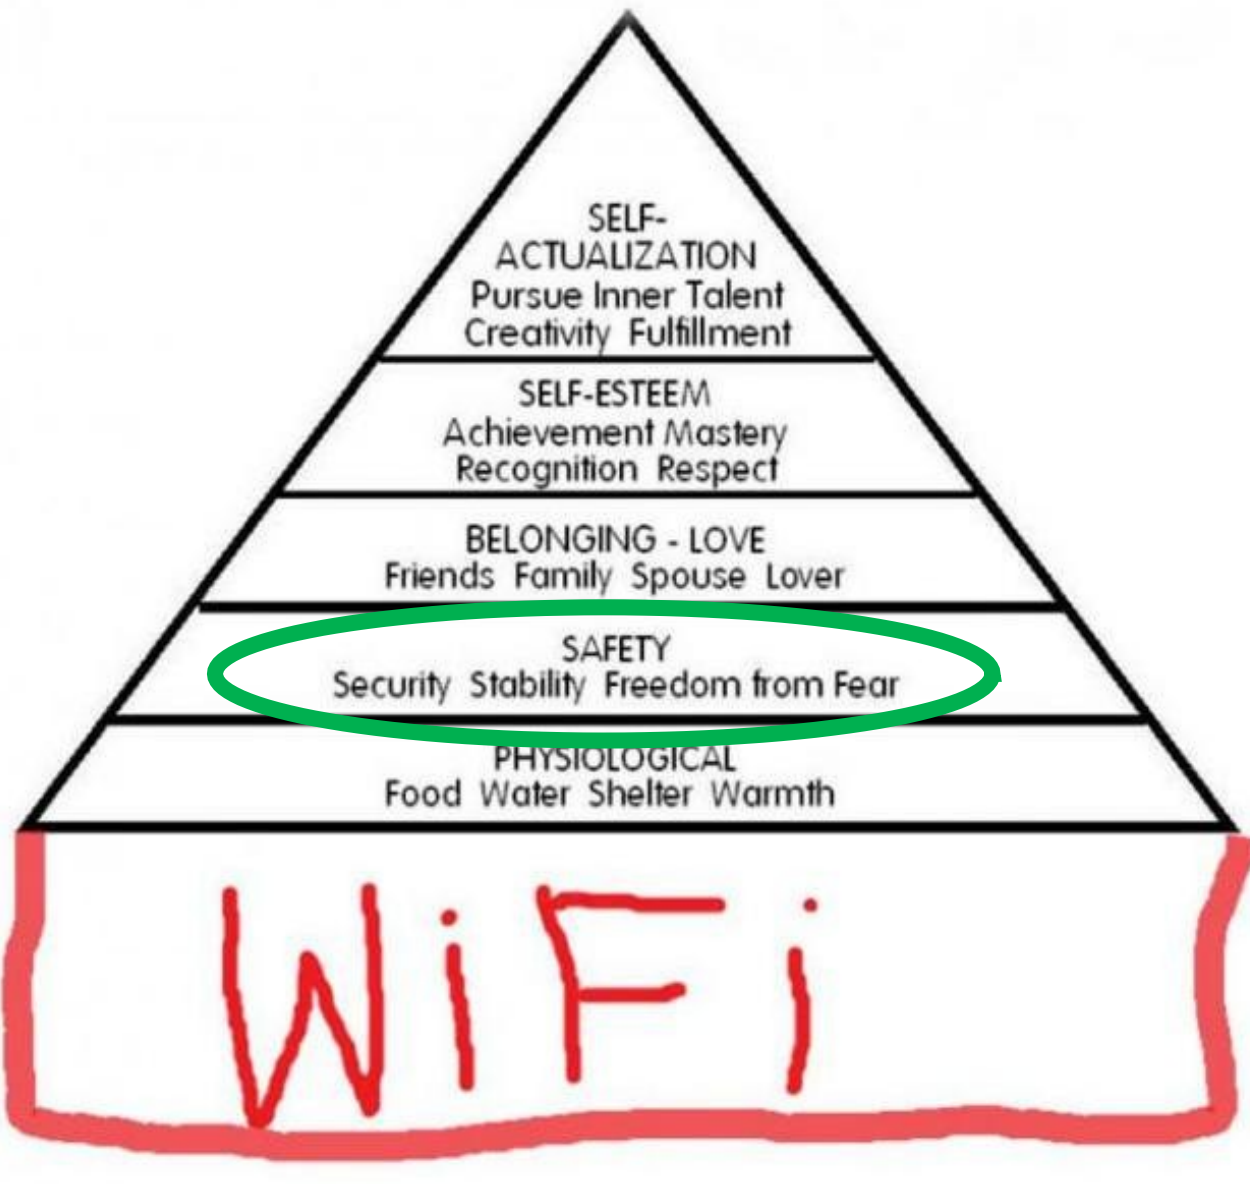 SELF-
ACTUALIZATION
Pursue Inner Talent
Creativity Fulfillment
SELF-ESTEEM
Achievement Mastery
Recognition Respect
BELONGING - LOVE
Friends Family Spouse Lover
SAFETY
Security Stability Freedom from Fear
PHYSIOLOGICAL
Food Water Shelter Warmth
WiFi